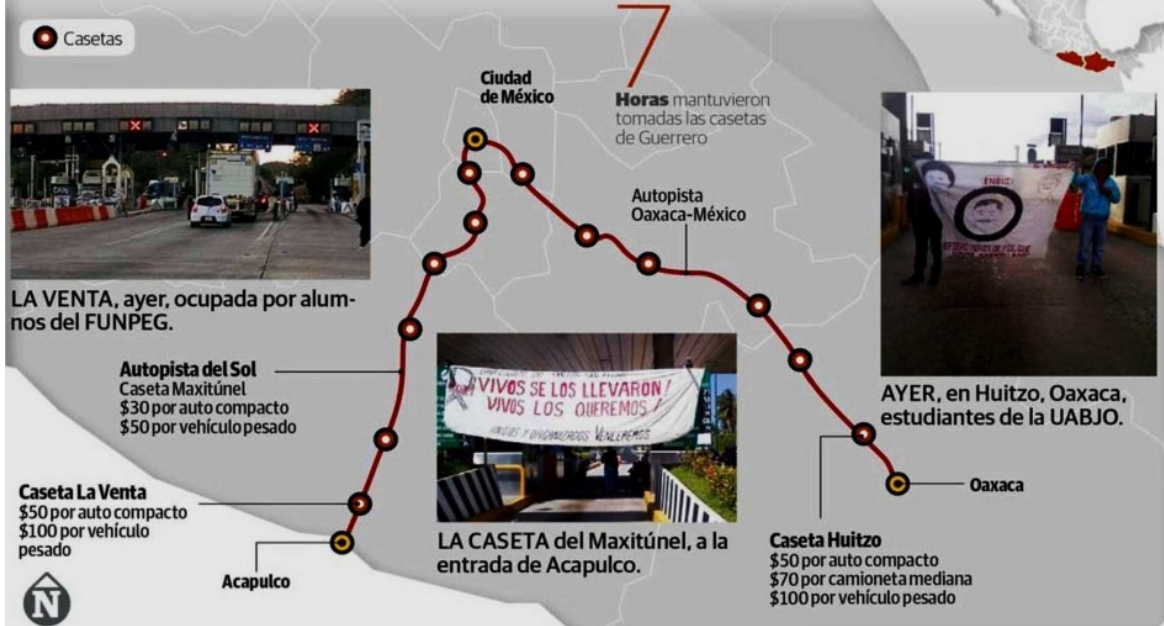 Casetas
7
Horas mantuvieron
tomadas las casetas
de Guerrero
Ciudad
de México
LA VENTA, ayer, ocupada por alum-
nos del FUNPEG.
Autopista
Oaxaca-México
Autopista del Sol
Caseta Maxitúnel
$30 por auto compacto
$50 por vehículo pesado
¡VIVOS SE LOS LLEVARON!
VIVOS LOS QUEREMOS!
UNIDOS Y ORGANIZADOS VENCEREMOS
LA CASETA del Maxitúnel, a la
entrada de Acapulco.
AYER, en Huitzo, Oaxaca,
estudiantes de la UABJO.
Caseta La Venta
$50 por auto compacto
$100 por vehículo
pesado
Acapulco
Oaxaca
Caseta Huitzo
$50 por auto compacto
$70 por camioneta mediana
$100 por vehículo pesado
N